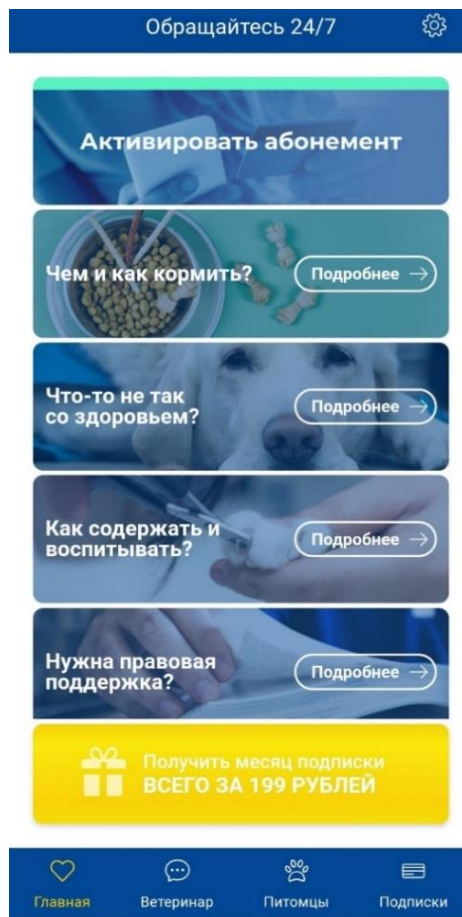 Обращайтесь 24/7
Активировать абонемент
Чем и как кормить?
Подробнее
Что-то не так
со здоровьем?
Подробнее
Как содержать и
воспитывать?
Подробнее
Нужна правовая
поддержка?
Подробнее
Получить месяц подписки
ВСЕГО ЗА 199 РУБЛЕЙ
Главная
Ветеринар
Питомцы
Подписки